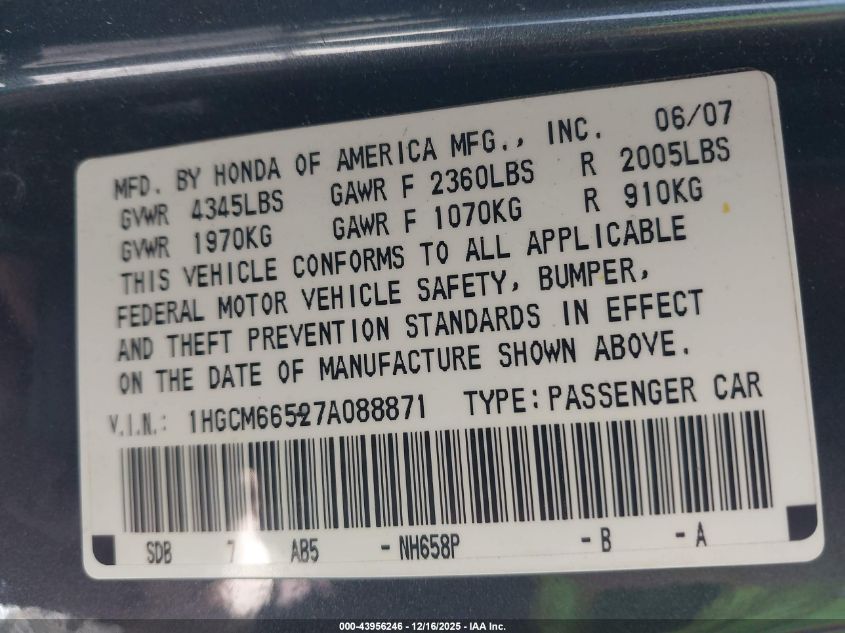 MFD. BY HONDA OF AMERICA MFG., INC. 06/07
GVWR 4345LBS GAWR F 2360LBS R 2005LBS
GVWR 1970KG GAWR F 1070KG R 910KG
THIS VEHICLE CONFORMS TO ALL APPLICABLE
FEDERAL MOTOR VEHICLE SAFETY, BUMPER,
AND THEFT PREVENTION STANDARDS IN EFFECT
ON THE DATE OF MANUFACTURE SHOWN ABOVE.
V.I.N.: 1HGCM66527A088871 TYPE: PASSENGER CAR
SDB 7 AB5 - NH658P - B - A
000-43956246 - 12/16/2025 - IAA Inc.